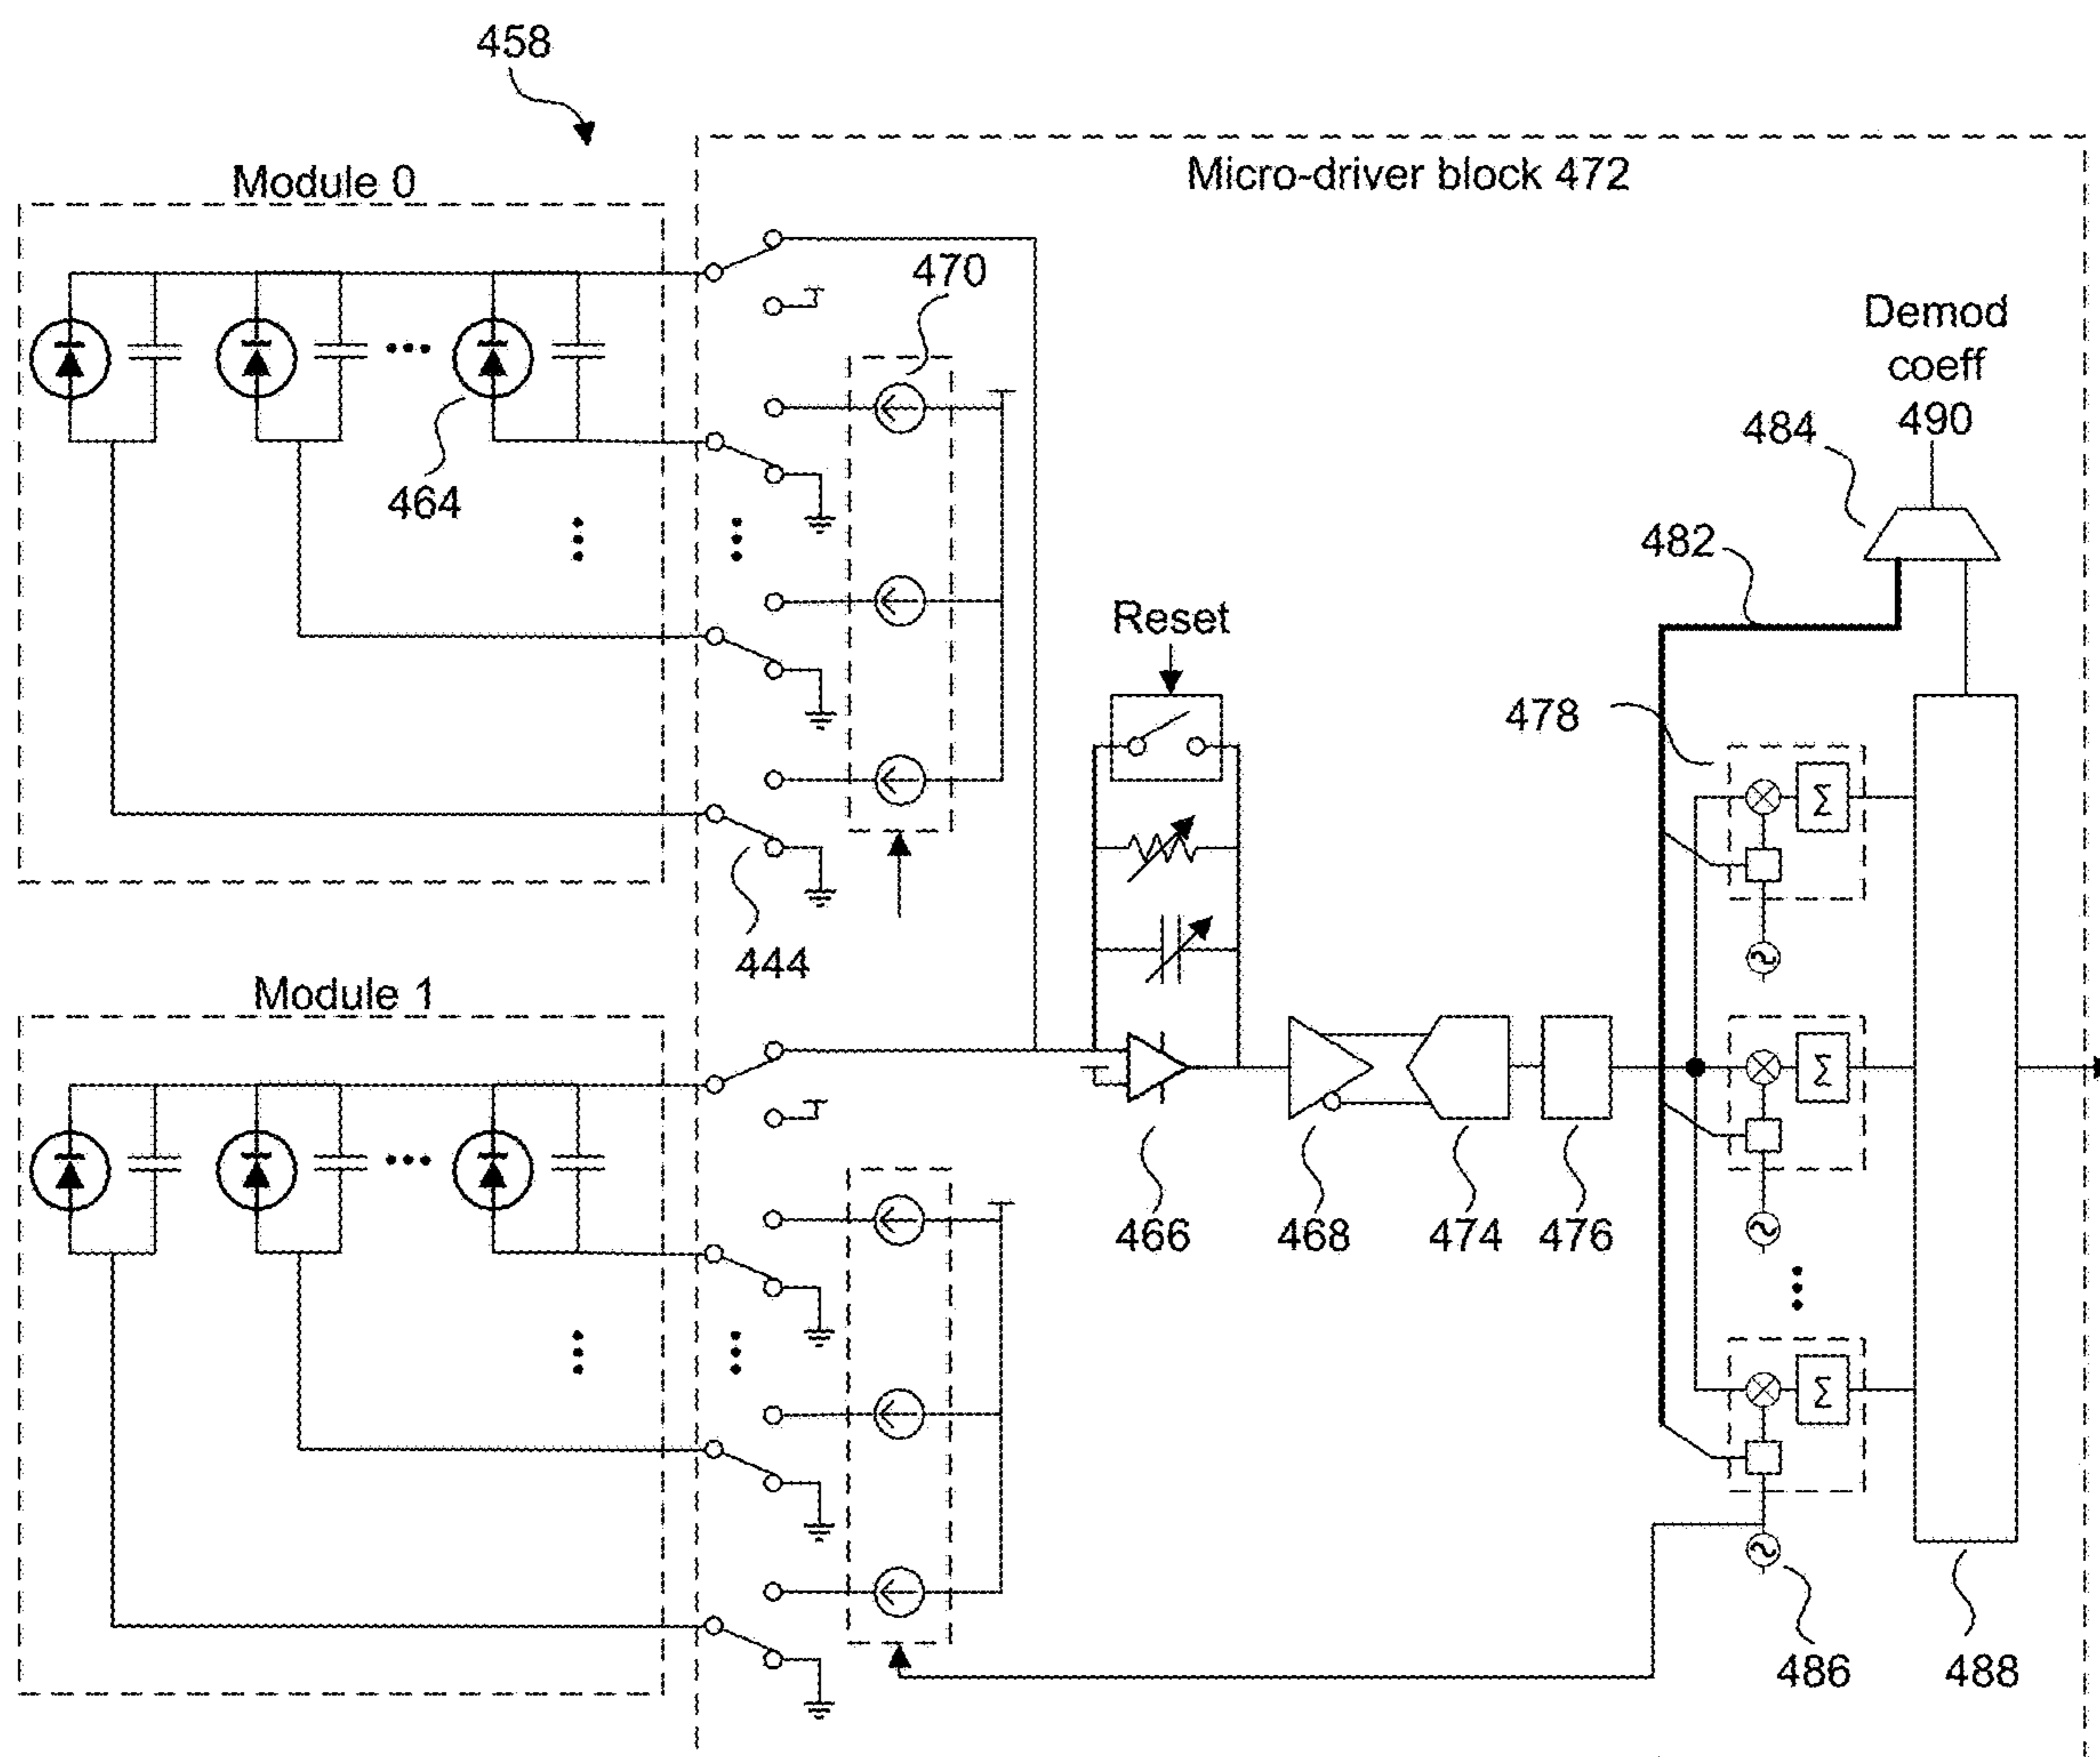 458
Module 0
Micro-driver block 472
470
Demod
coeff
490
484
464
482
Reset
478
Σ
444
Module 1
Σ
466
468
474
476
Σ
486
488